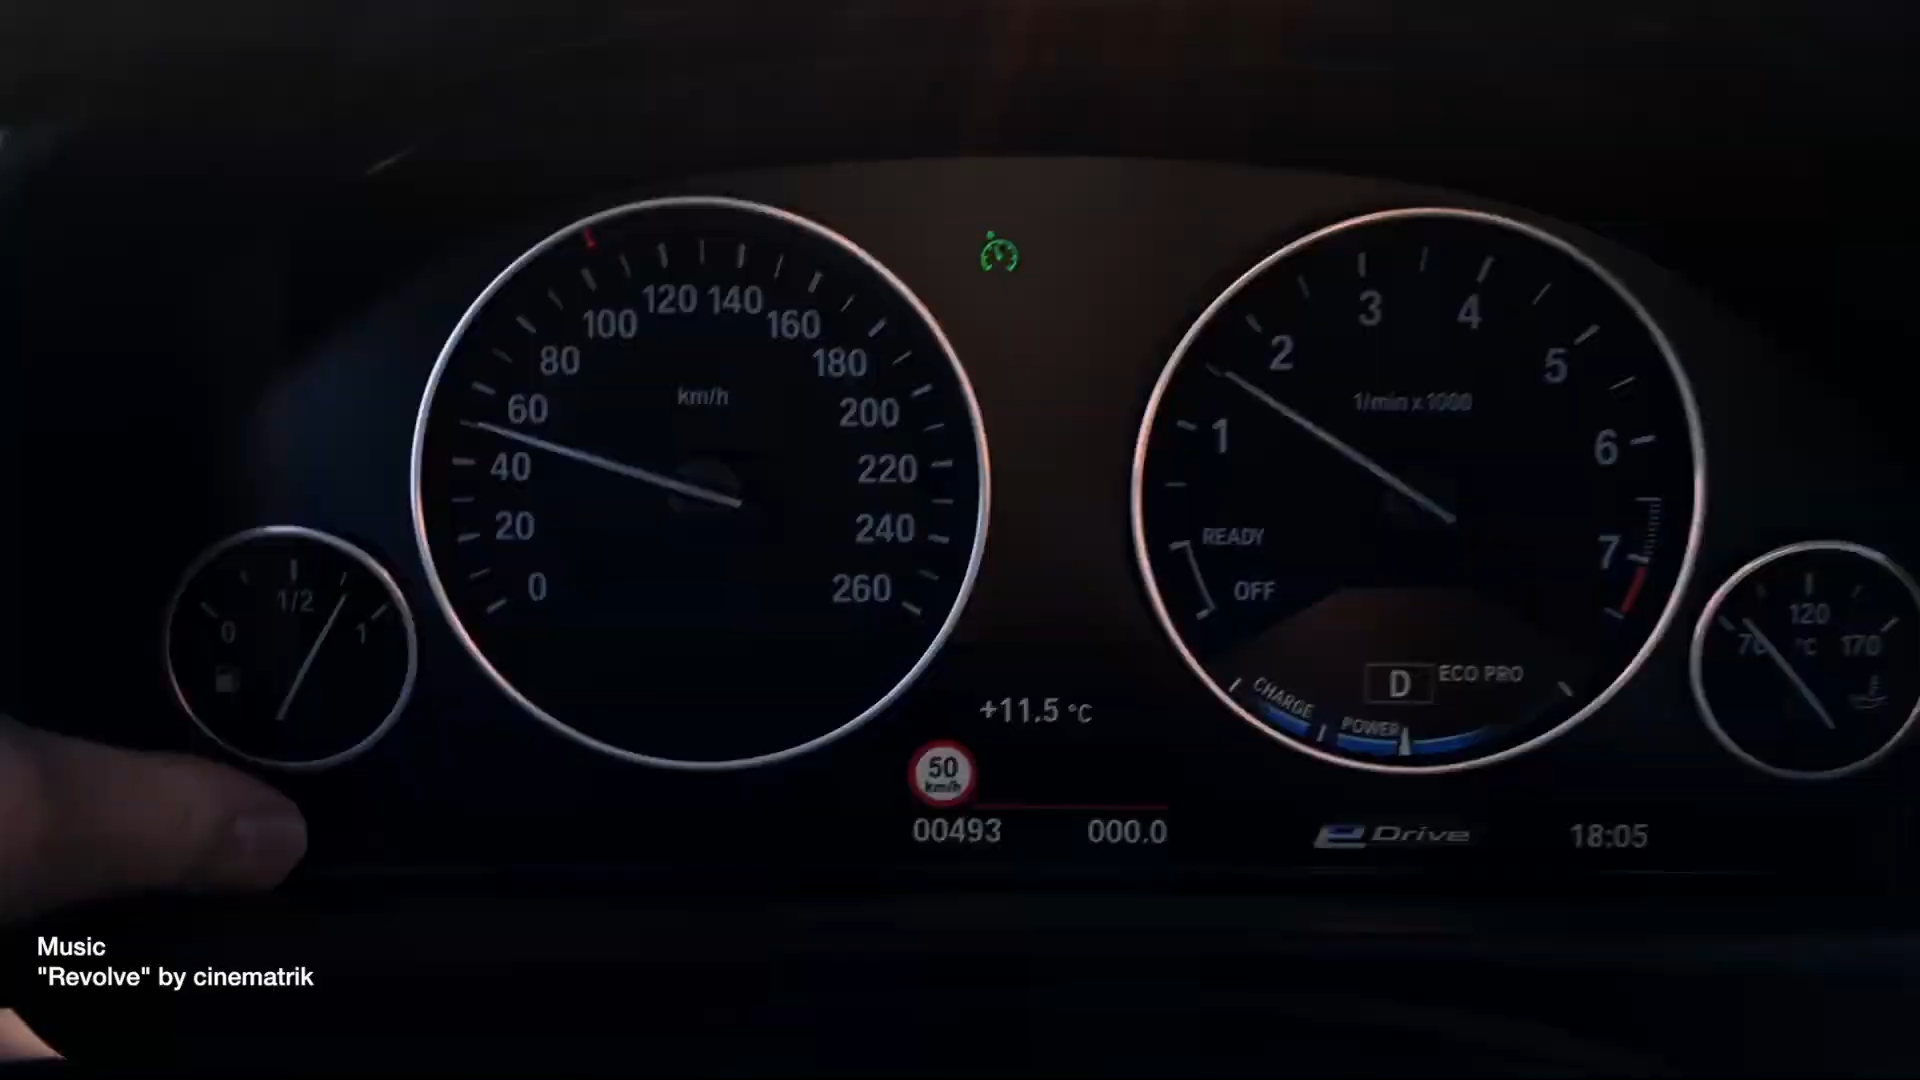 0
20
40
60
80
100
120
140
160
180
200
220
240
260
km/h
0
1/2
1
+11.5 °C
50
km/h
00493
000.0
1
2
3
4
5
6
7
1/min x 1000
READY
OFF
CHARGE
POWER
D
ECO PRO
eDrive
18:05
70
120
170
°C
Music
"Revolve" by cinematrik